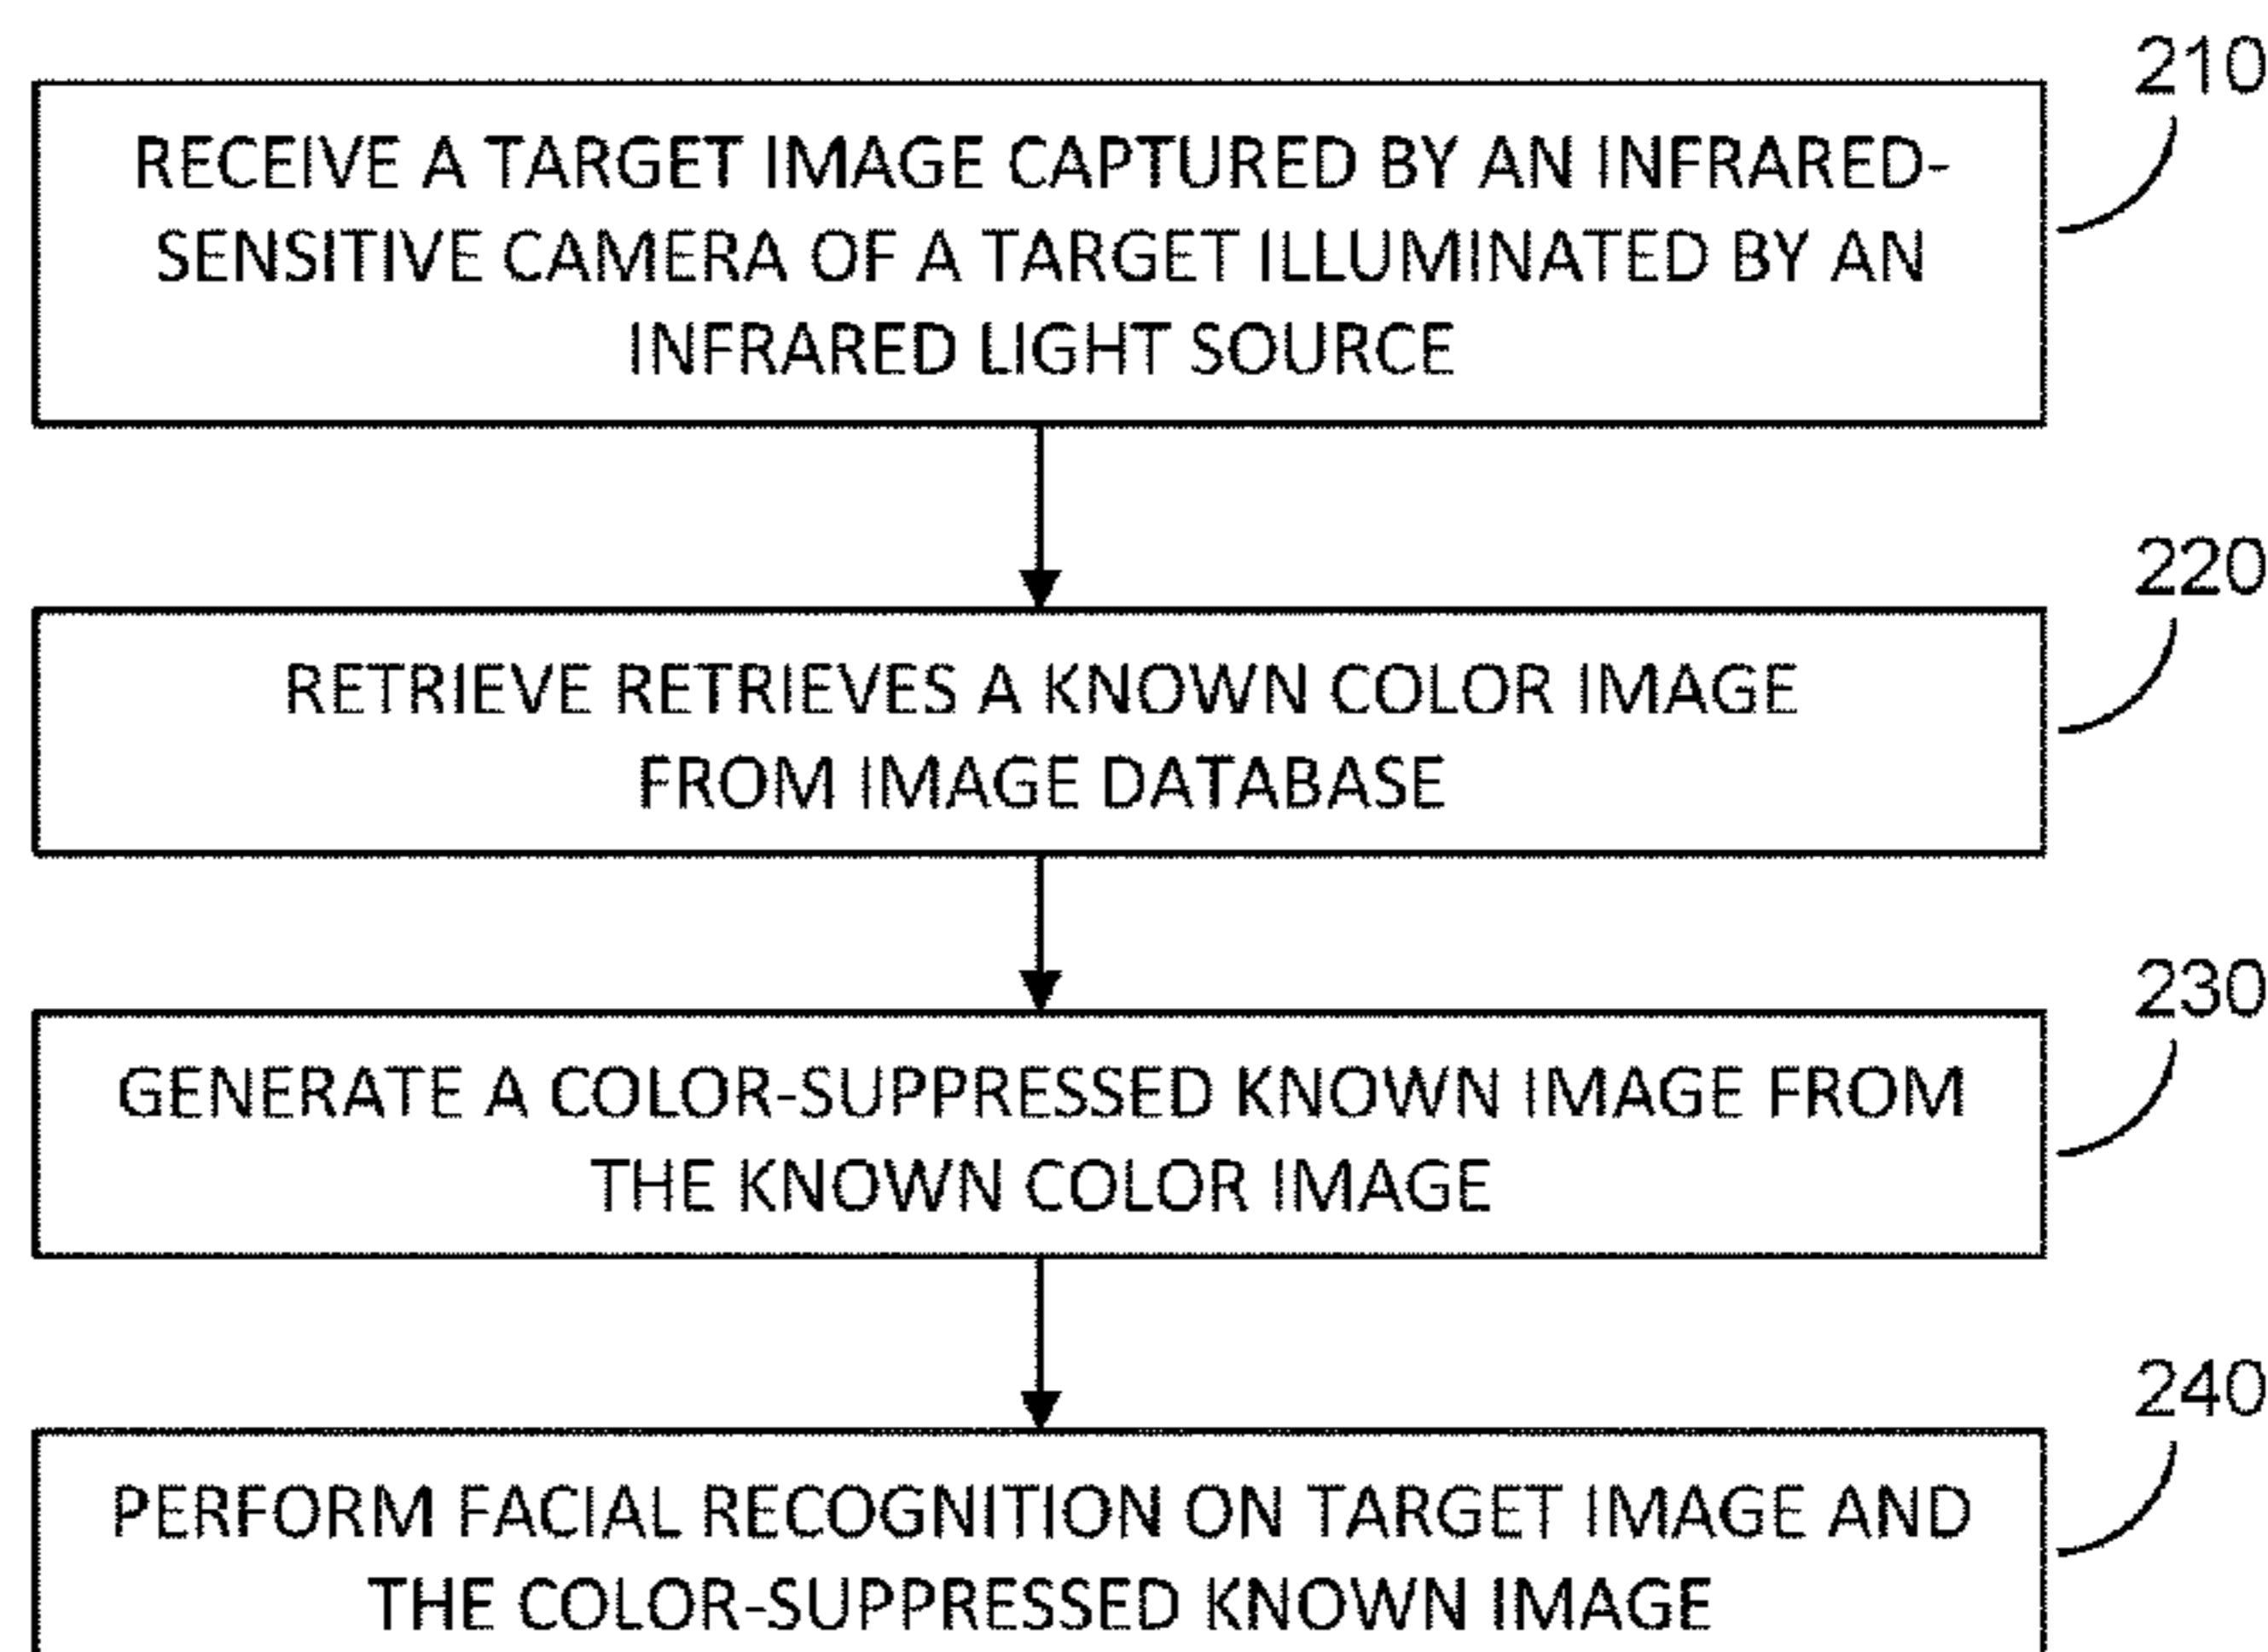 210
RECEIVE A TARGET IMAGE CAPTURED BY AN INFRARED-
SENSITIVE CAMERA OF A TARGET ILLUMINATED BY AN
INFRARED LIGHT SOURCE
220
RETRIEVE RETRIEVES A KNOWN COLOR IMAGE
FROM IMAGE DATABASE
230
GENERATE A COLOR-SUPPRESSED KNOWN IMAGE FROM
THE KNOWN COLOR IMAGE
240
PERFORM FACIAL RECOGNITION ON TARGET IMAGE AND
THE COLOR-SUPPRESSED KNOWN IMAGE